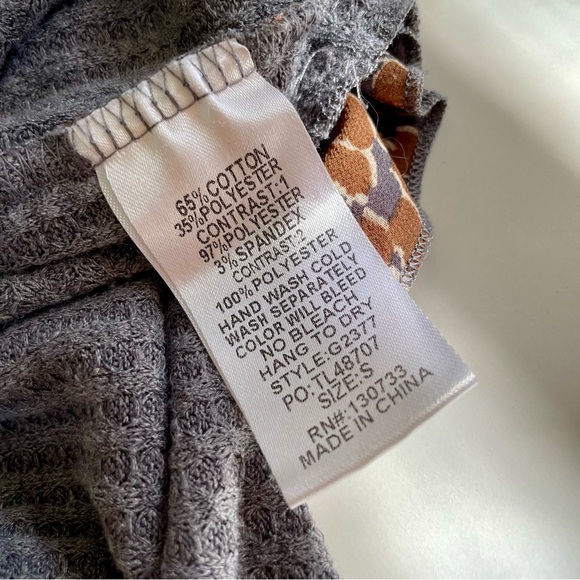 65% COTTON
35% POLYESTER
CONTRAST:1
97% POLYESTER
3% SPANDEX
CONTRAST:2
100% POLYESTER
HAND WASH COLD
WASH SEPARATELY
COLOR WILL BLEED
NO BLEACH
HANG TO DRY
STYLE:G2377
PO:TL48707
SIZE:S
RN#:130733
MADE IN CHINA